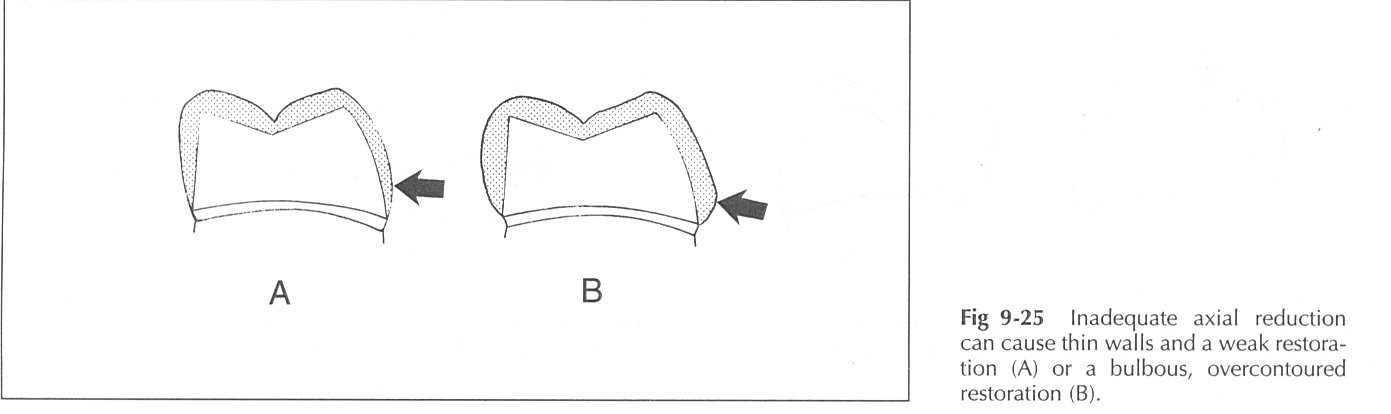 A
B
Fig 9-25 Inadequate axial reduction
can cause thin walls and a weak restora-
tion (A) or a bulbous, overcontoured
restoration (B).